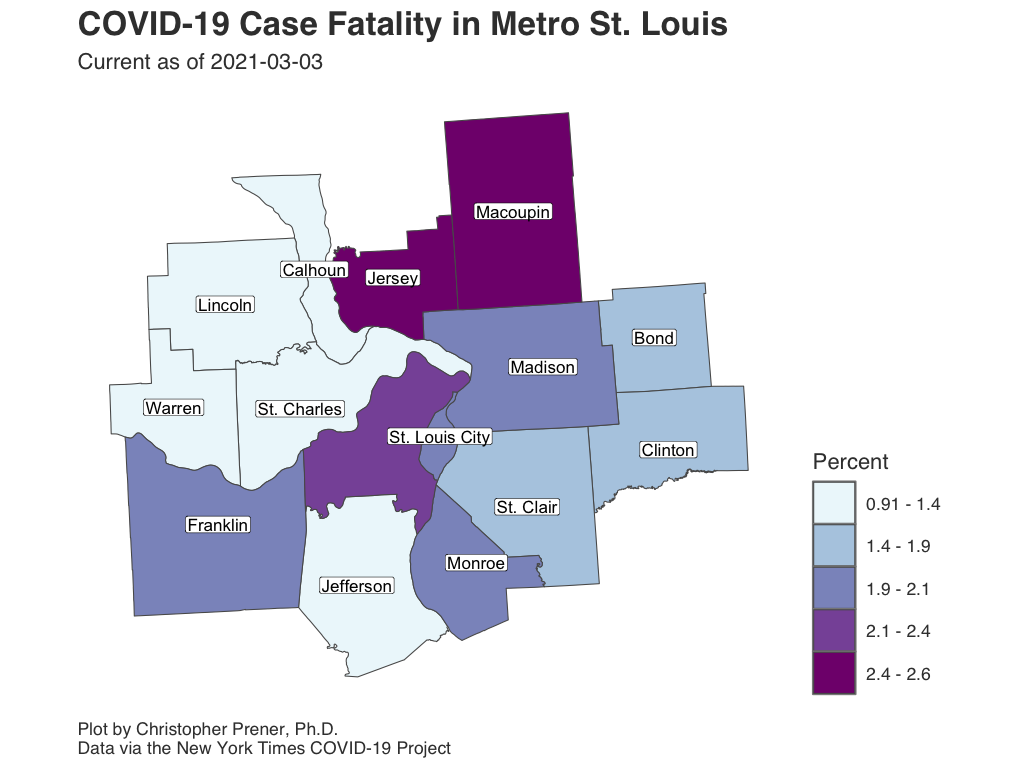 COVID-19 Case Fatality in Metro St. Louis
Current as of 2021-03-03
Macoupin
Calhoun
Jersey
Lincoln
Bond
Madison
Warren
St. Charles
St. Louis City
Clinton
St. Clair
Franklin
Monroe
Jefferson
Percent
0.91 - 1.4
1.4 - 1.9
1.9 - 2.1
2.1 - 2.4
2.4 - 2.6
Plot by Christopher Prener, Ph.D.
Data via the New York Times COVID-19 Project